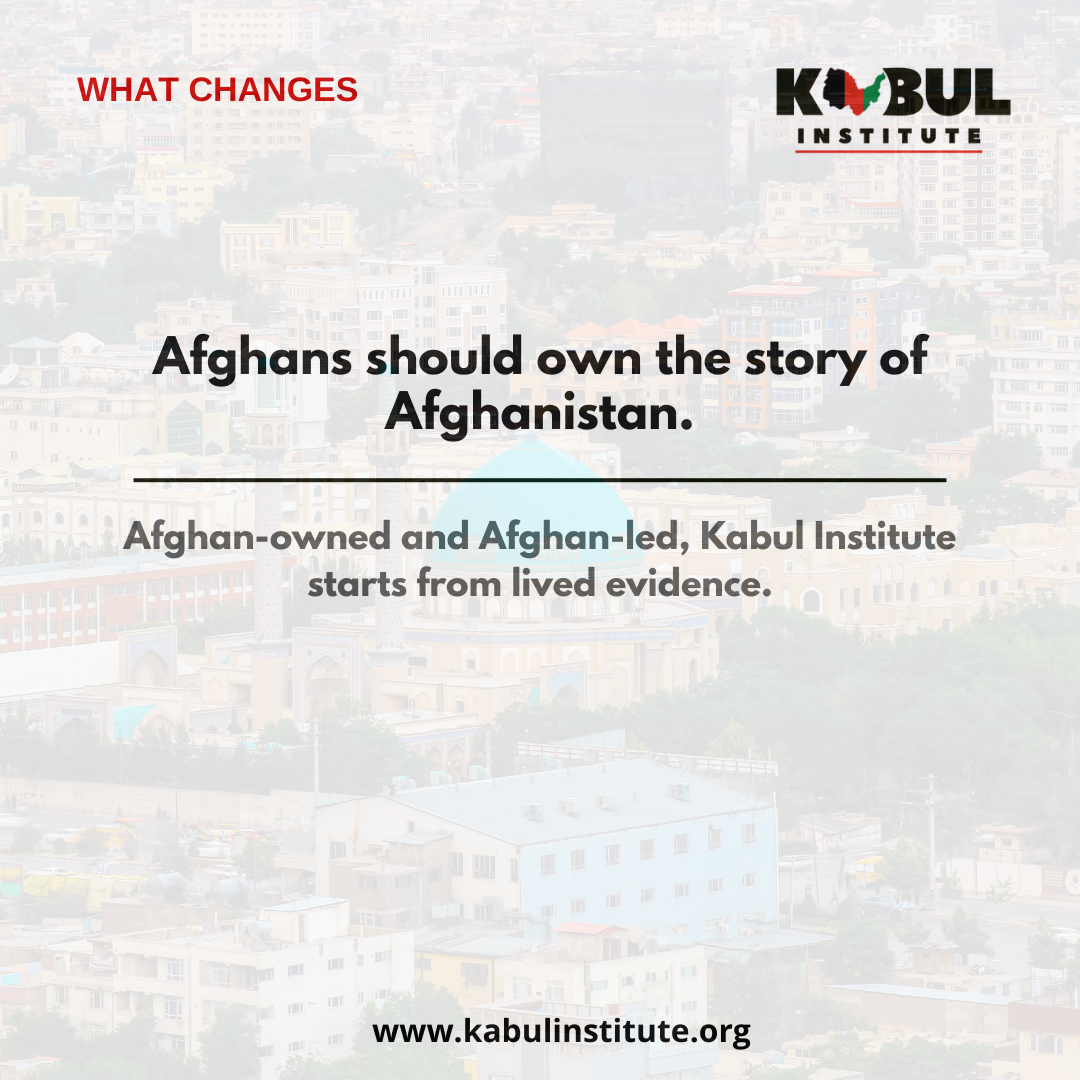 WHAT CHANGES
KABUL
INSTITUTE
Afghans should own the story of
Afghanistan.
Afghan-owned and Afghan-led, Kabul Institute
starts from lived evidence.
www.kabulinstitute.org